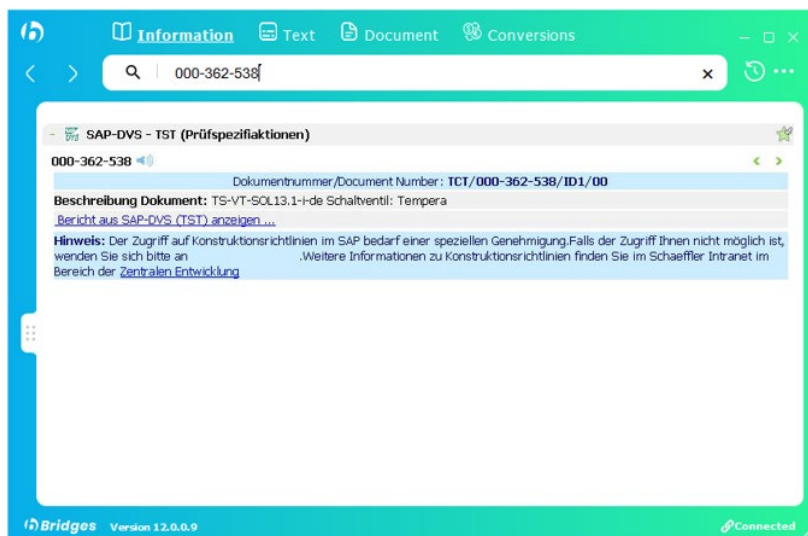 Information Text Document Conversions
000-362-538
SAP-DVS - TST (Prüfspezifiaktionen)
000-362-538
Dokumentnummer/Document Number: TCT/000-362-538/ID1/00
Beschreibung Dokument: TS-VT-SOL13.1-i-de Schaltventil: Tempera
Bericht aus SAP-DVS (TST) anzeigen ...
Hinweis: Der Zugriff auf Konstruktionsrichtlinien im SAP bedarf einer speziellen Genehmigung.Falls der Zugriff Ihnen nicht möglich ist,
wenden Sie sich bitte an .Weitere Informationen zu Konstruktionsrichtlinien finden Sie im Schaeffler Intranet im
Bereich der Zentralen Entwicklung
Bridges Version 12.0.0.9 Connected